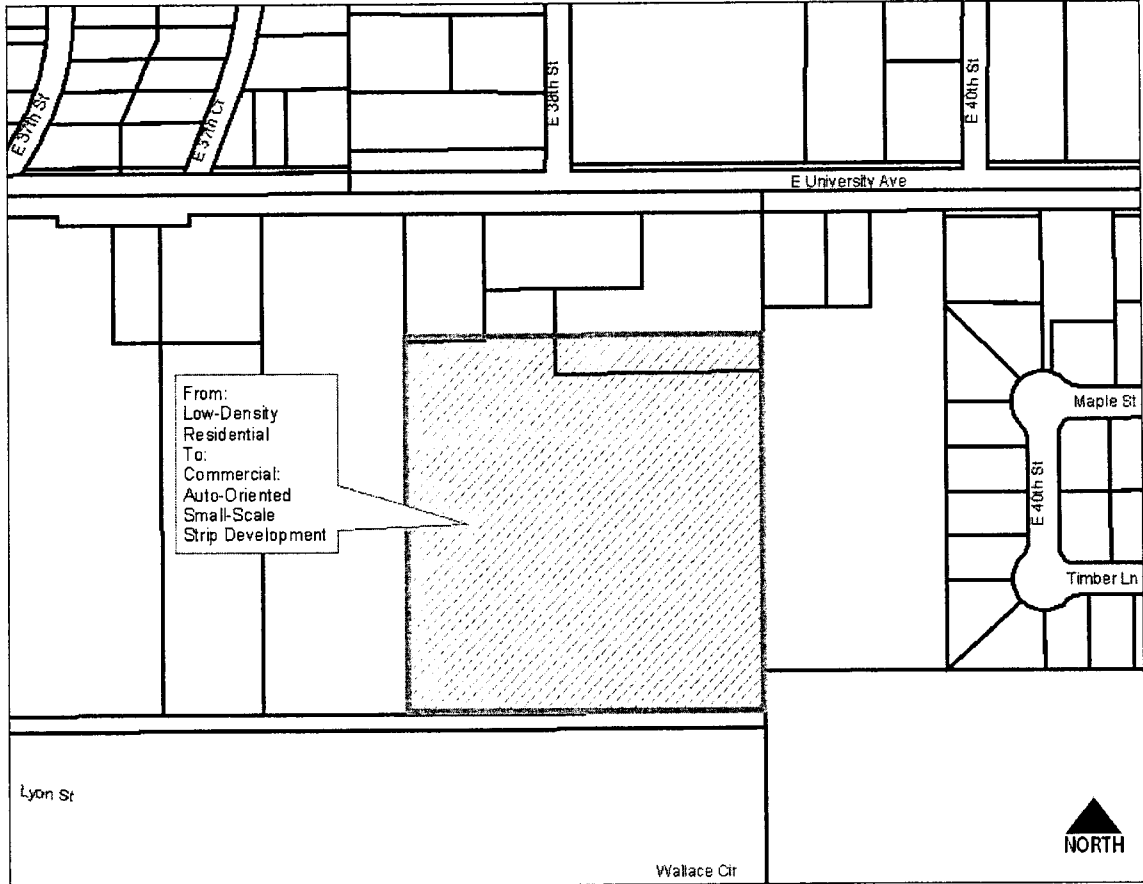 E 37th St
E 37th Ct
E 38th St
E 40th St
E University Ave
From:
Low-Density
Residential
To:
Commercial:
Auto-Oriented
Small-Scale
Strip Development
Maple St
E 40th St
Timber Ln
Lyon St
NORTH
Wallace Cir